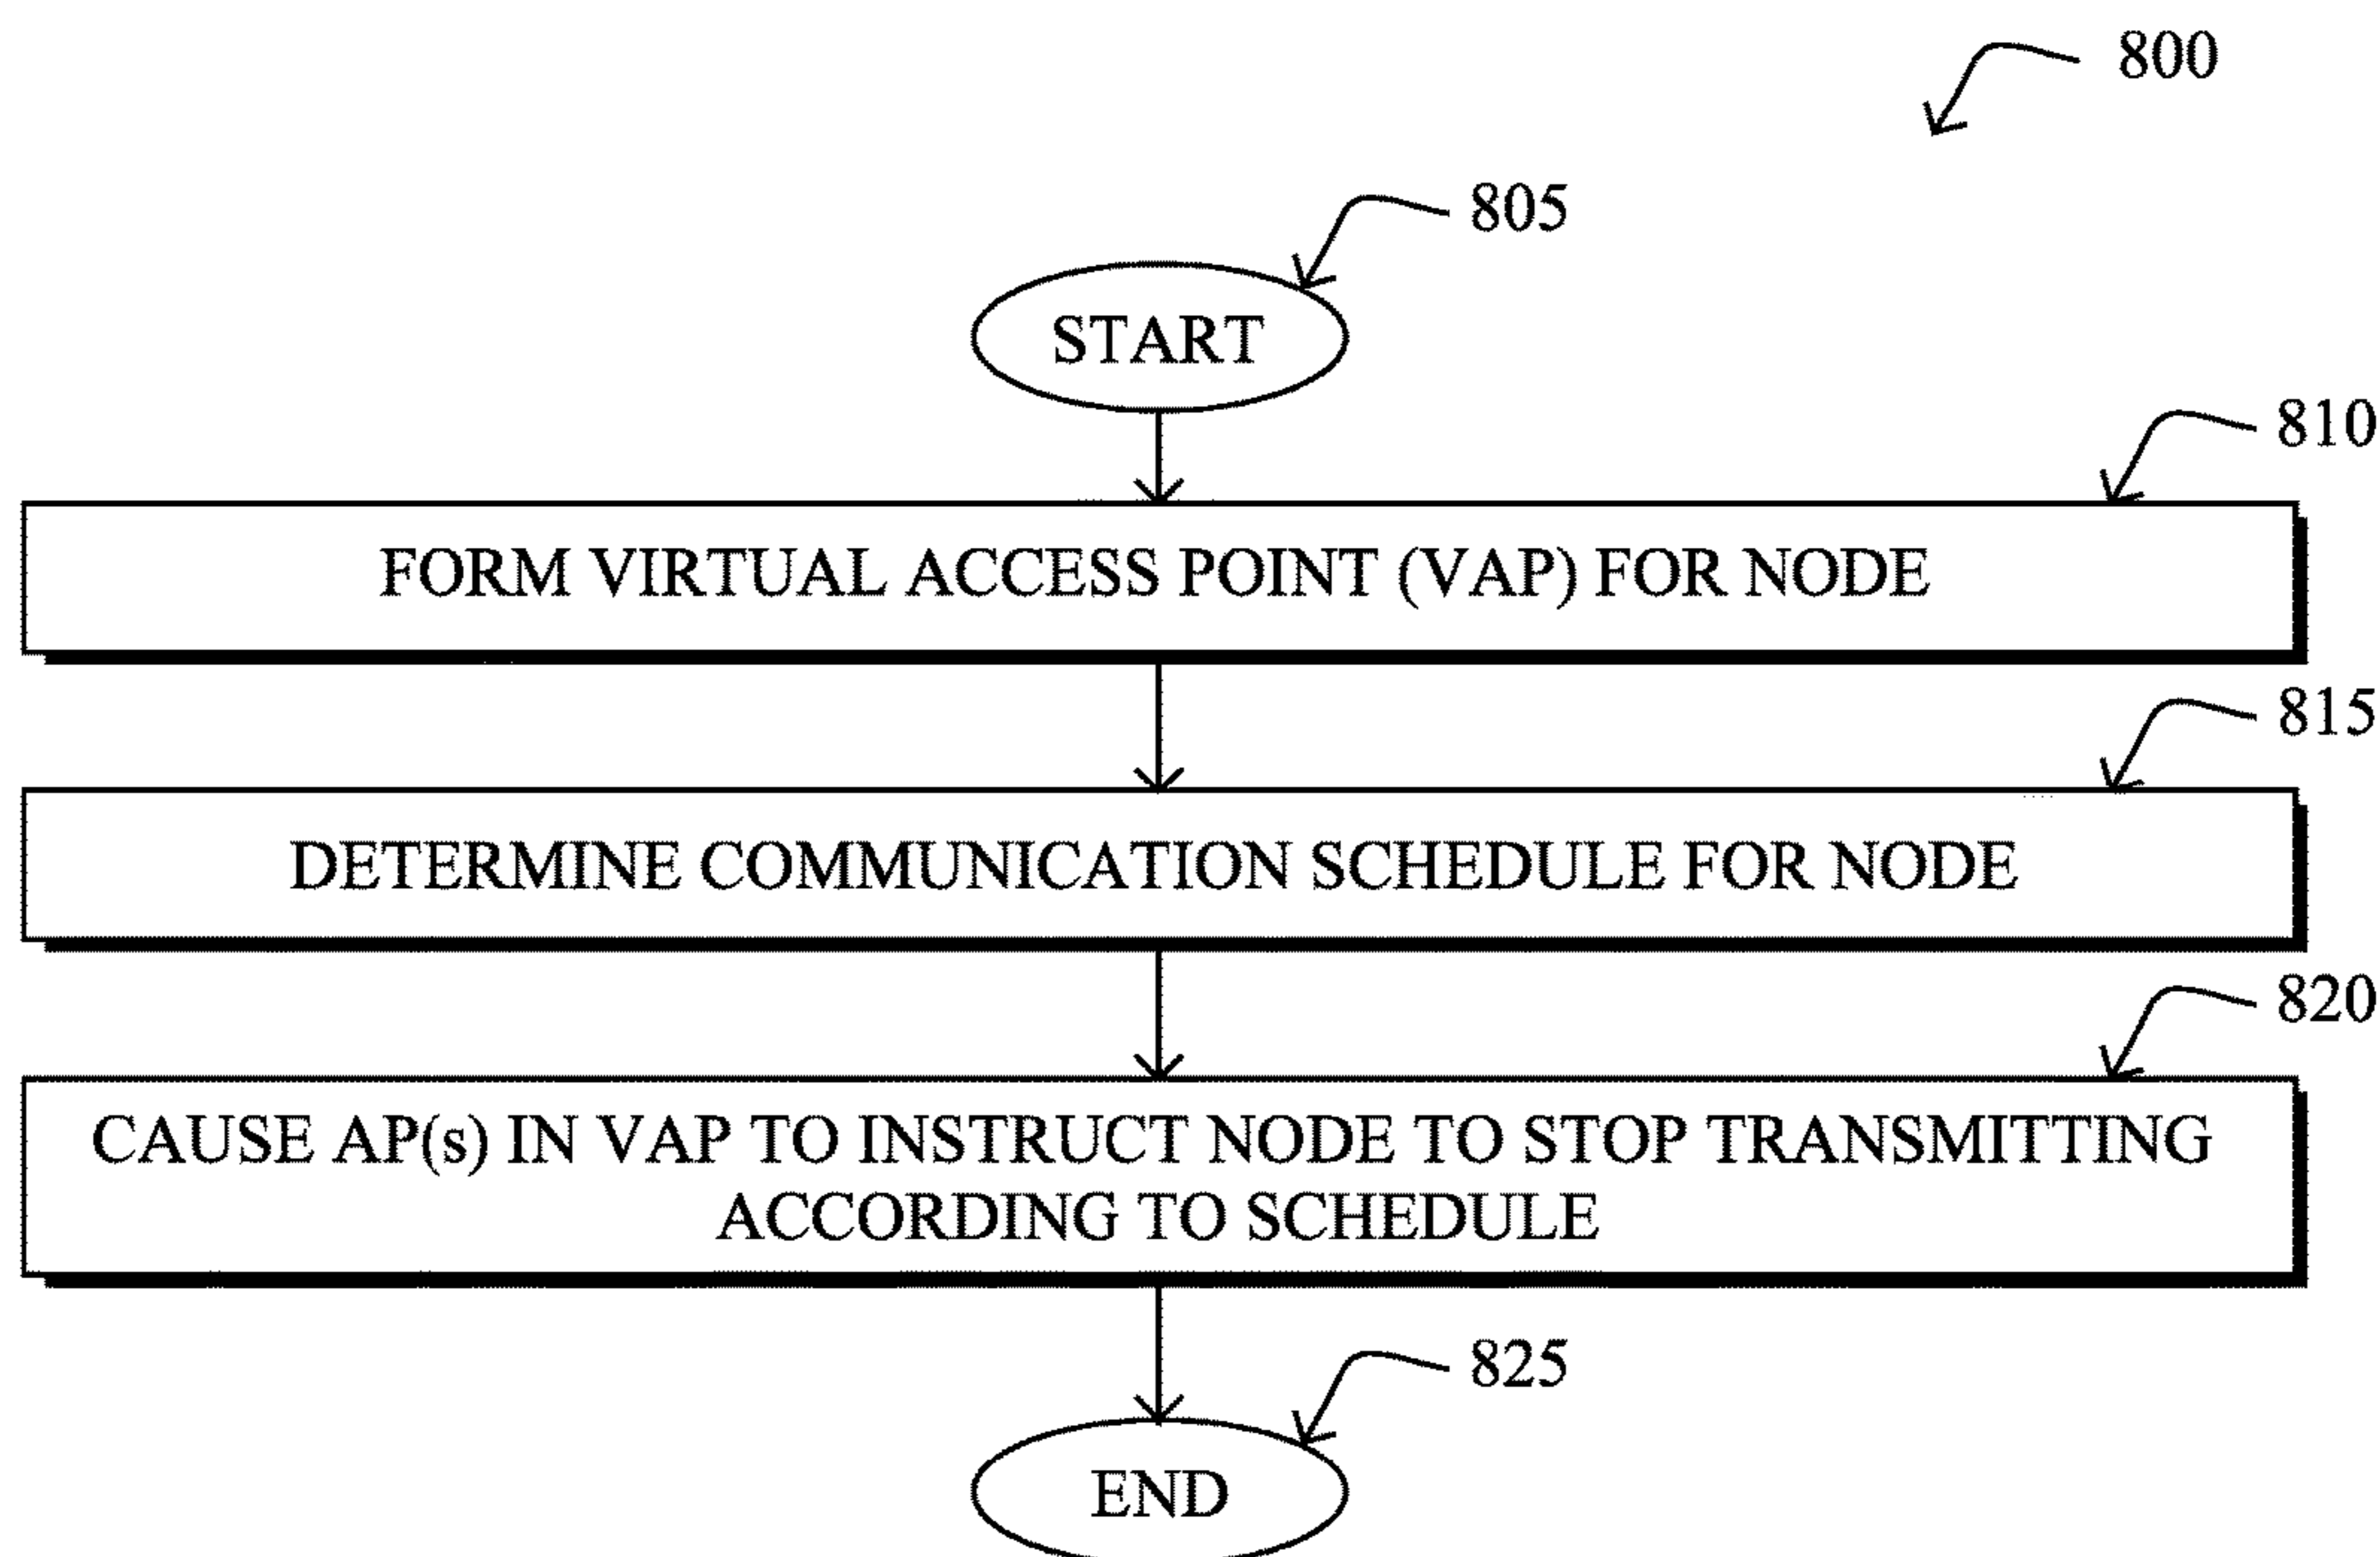 800
805
START
810
FORM VIRTUAL ACCESS POINT (VAP) FOR NODE
815
DETERMINE COMMUNICATION SCHEDULE FOR NODE
820
CAUSE AP(s) IN VAP TO INSTRUCT NODE TO STOP TRANSMITTING
ACCORDING TO SCHEDULE
825
END